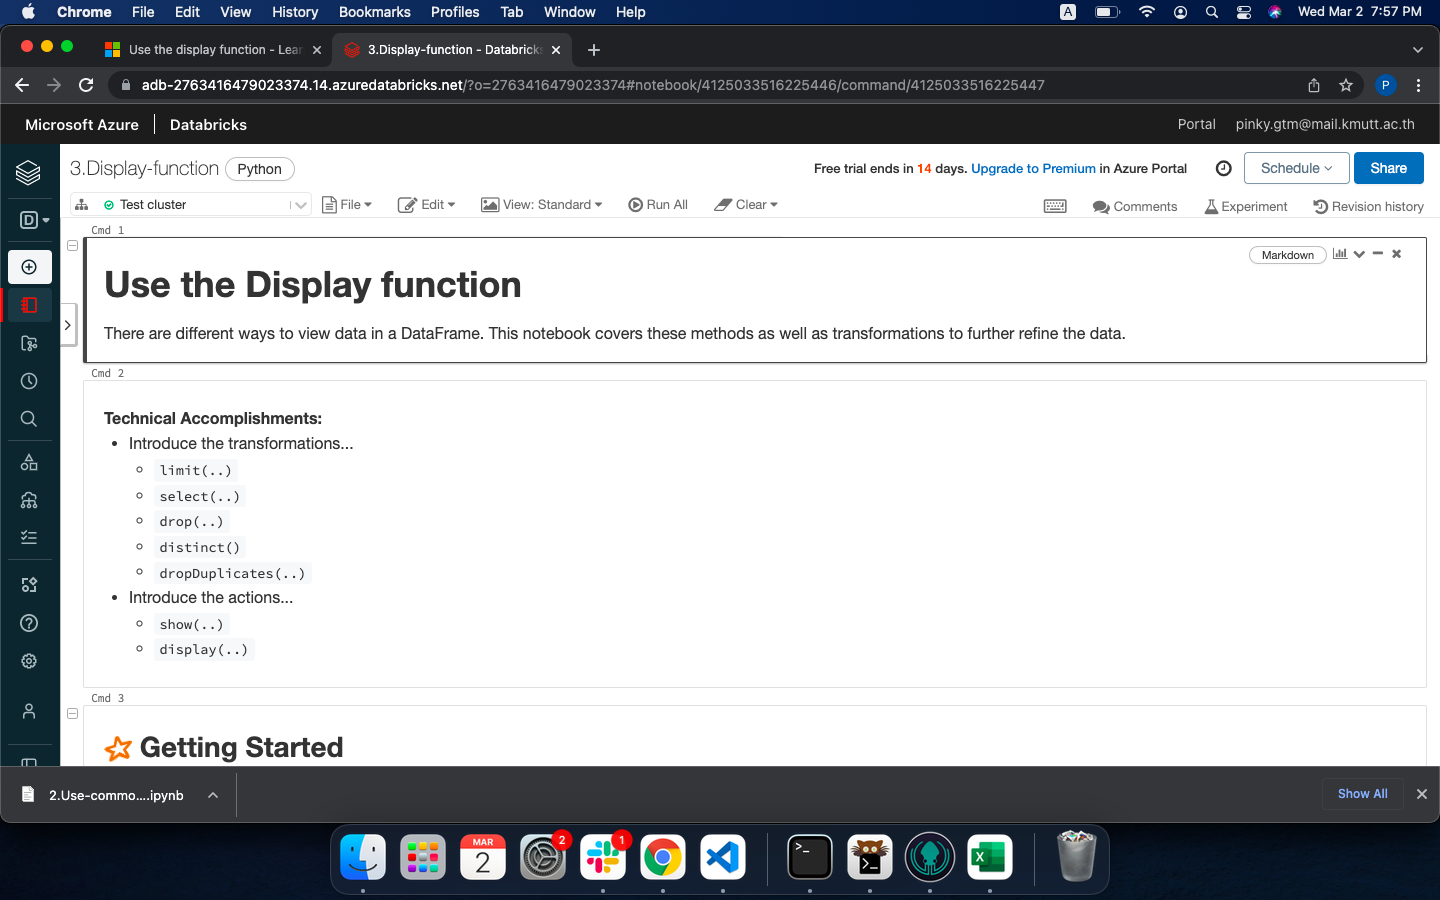 Chrome File Edit View History Bookmarks Profiles Tab Window Help A Wed Mar 2 7:57 PM
Use the display function - Lear 3.Display-function - Databricks
adb-2763416479023374.14.azuredatabricks.net/?o=2763416479023374#notebook/4125033516225446/command/4125033516225447 P
Microsoft Azure Databricks Portal pinky.gtm@mail.kmutt.ac.th
3.Display-function Python Free trial ends in 14 days. Upgrade to Premium in Azure Portal Schedule Share
Test cluster File Edit View: Standard Run All Clear Comments Experiment Revision history
D
Cmd 1
Markdown
Use the Display function
There are different ways to view data in a DataFrame. This notebook covers these methods as well as transformations to further refine the data.
Cmd 2
Technical Accomplishments:
• Introduce the transformations...
limit(..)
select(..)
drop(..)
distinct()
dropDuplicates(..)
• Introduce the actions...
show(..)
display(..)
Cmd 3
Getting Started
2.Use-commo....ipynb Show All
MAR
2
2
1
>_
>_
X